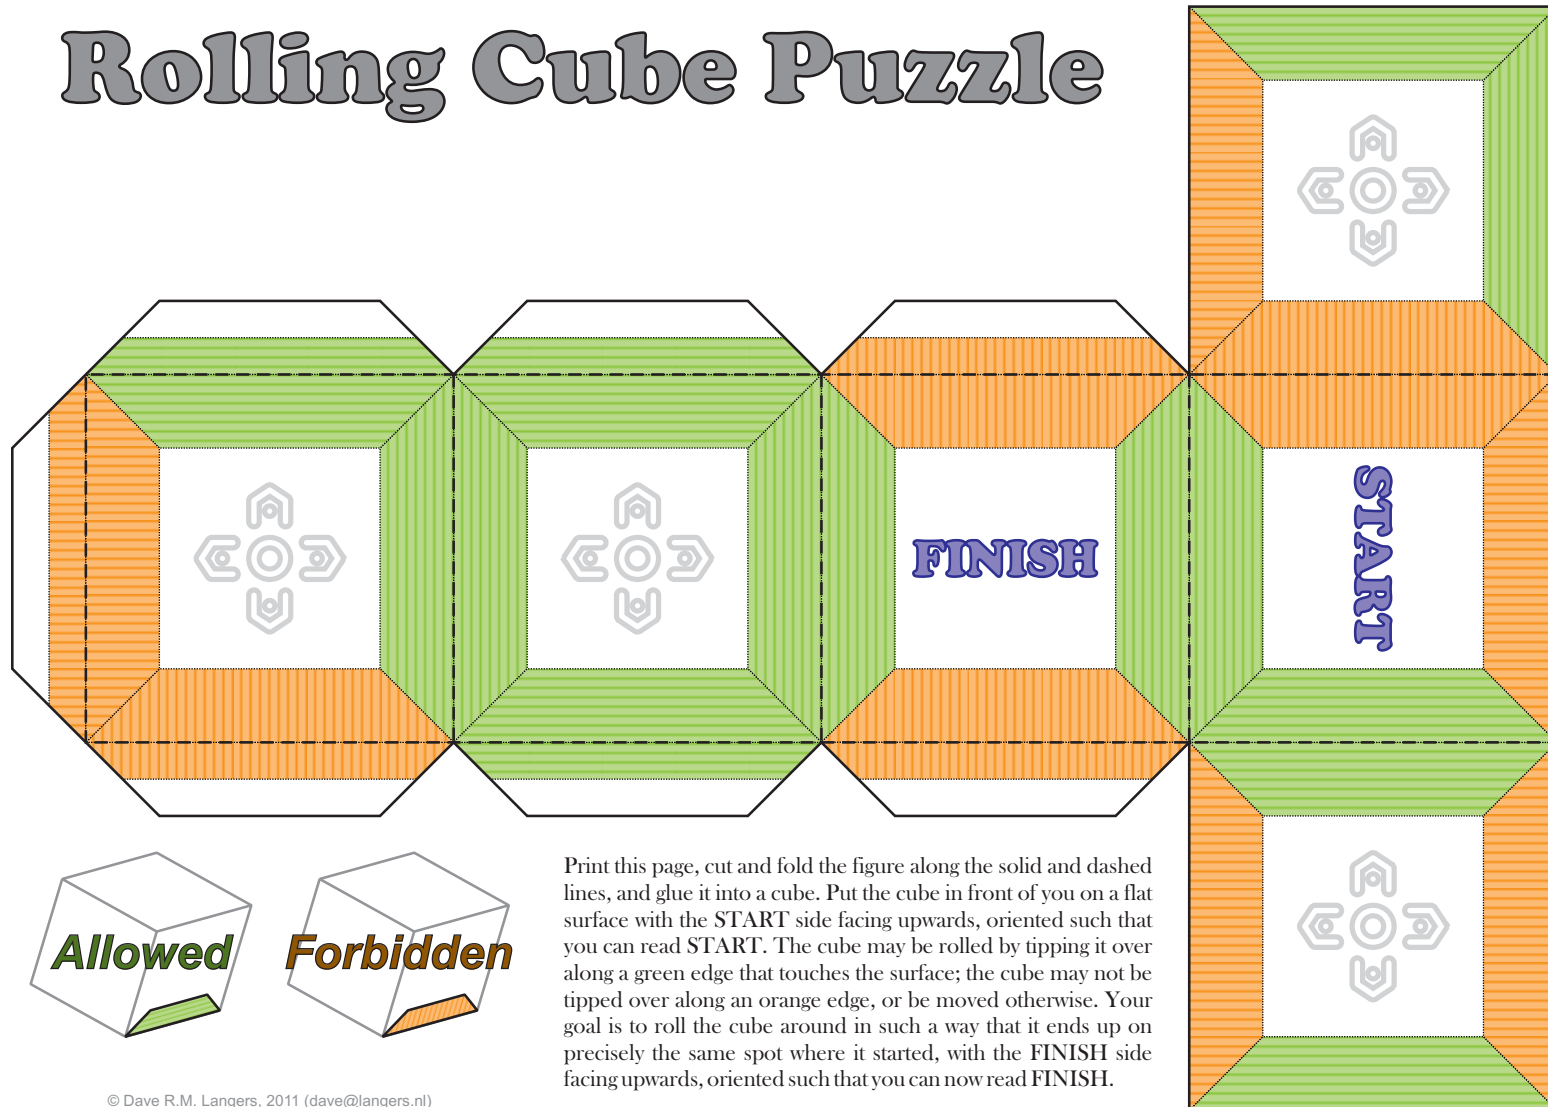 Rolling Cube Puzzle
FINISH
START
Allowed
Forbidden
Print this page, cut and fold the figure along the solid and dashed
lines, and glue it into a cube. Put the cube in front of you on a flat
surface with the START side facing upwards, oriented such that
you can read START. The cube may be rolled by tipping it over
along a green edge that touches the surface; the cube may not be
tipped over along an orange edge, or be moved otherwise. Your
goal is to roll the cube around in such a way that it ends up on
precisely the same spot where it started, with the FINISH side
facing upwards, oriented such that you can now read FINISH.
© Dave R.M. Langers, 2011 (dave@langers.nl)